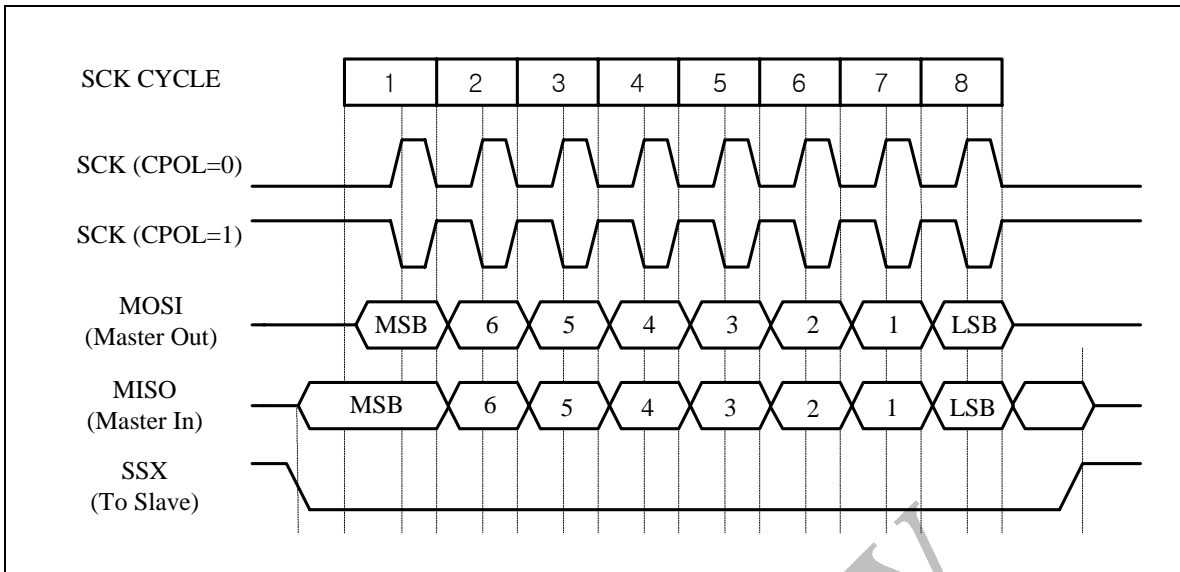 SCK CYCLE 1 2 3 4 5 6 7 8
SCK (CPOL=0)
SCK (CPOL=1)
MOSI
(Master Out)
MSB 6 5 4 3 2 1 LSB
MISO
(Master In)
MSB 6 5 4 3 2 1 LSB
SSX
(To Slave)